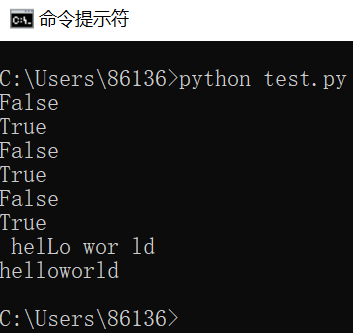 命令提示符
C:\Users\86136>python test.py
False
True
False
True
False
True
 helLo wor ld
helloworld
C:\Users\86136>